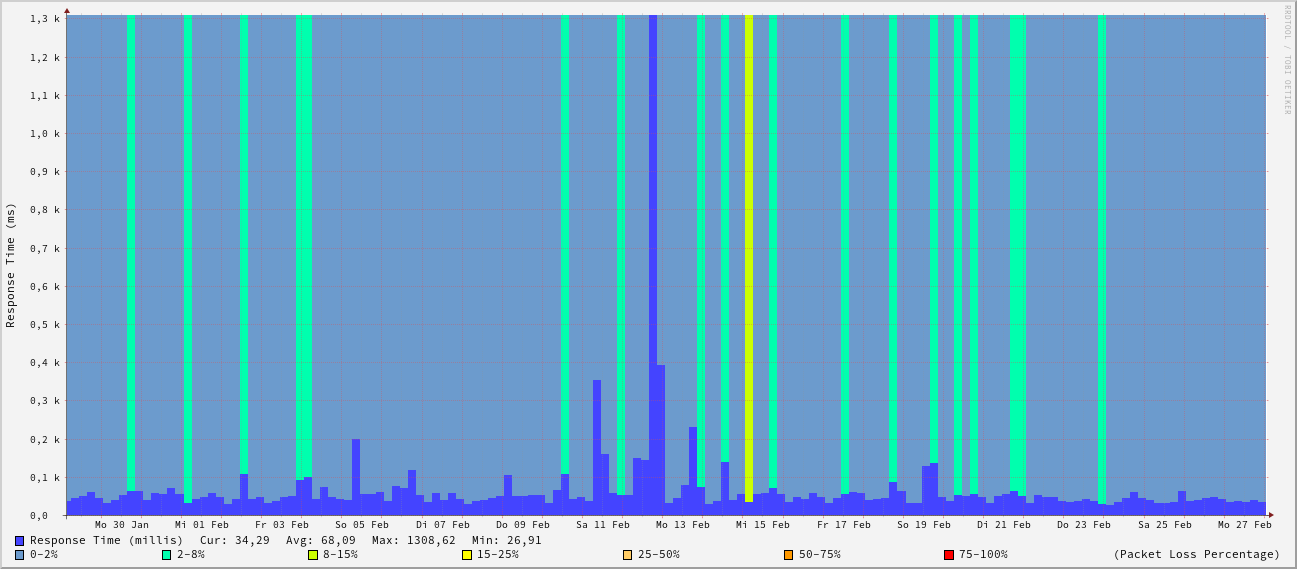 RRDTOOL / TOBI OETIKER
Response Time (ms)
1,3 k
1,2 k
1,1 k
1,0 k
0,9 k
0,8 k
0,7 k
0,6 k
0,5 k
0,4 k
0,3 k
0,2 k
0,1 k
0,0
Mo 30 Jan Mi 01 Feb Fr 03 Feb So 05 Feb Di 07 Feb Do 09 Feb Sa 11 Feb Mo 13 Feb Mi 15 Feb Fr 17 Feb So 19 Feb Di 21 Feb Do 23 Feb Sa 25 Feb Mo 27 Feb
Response Time (millis) Cur: 34,29 Avg: 68,09 Max: 1308,62 Min: 26,91
0-2% 2-8% 8-15% 15-25% 25-50% 50-75% 75-100% (Packet Loss Percentage)